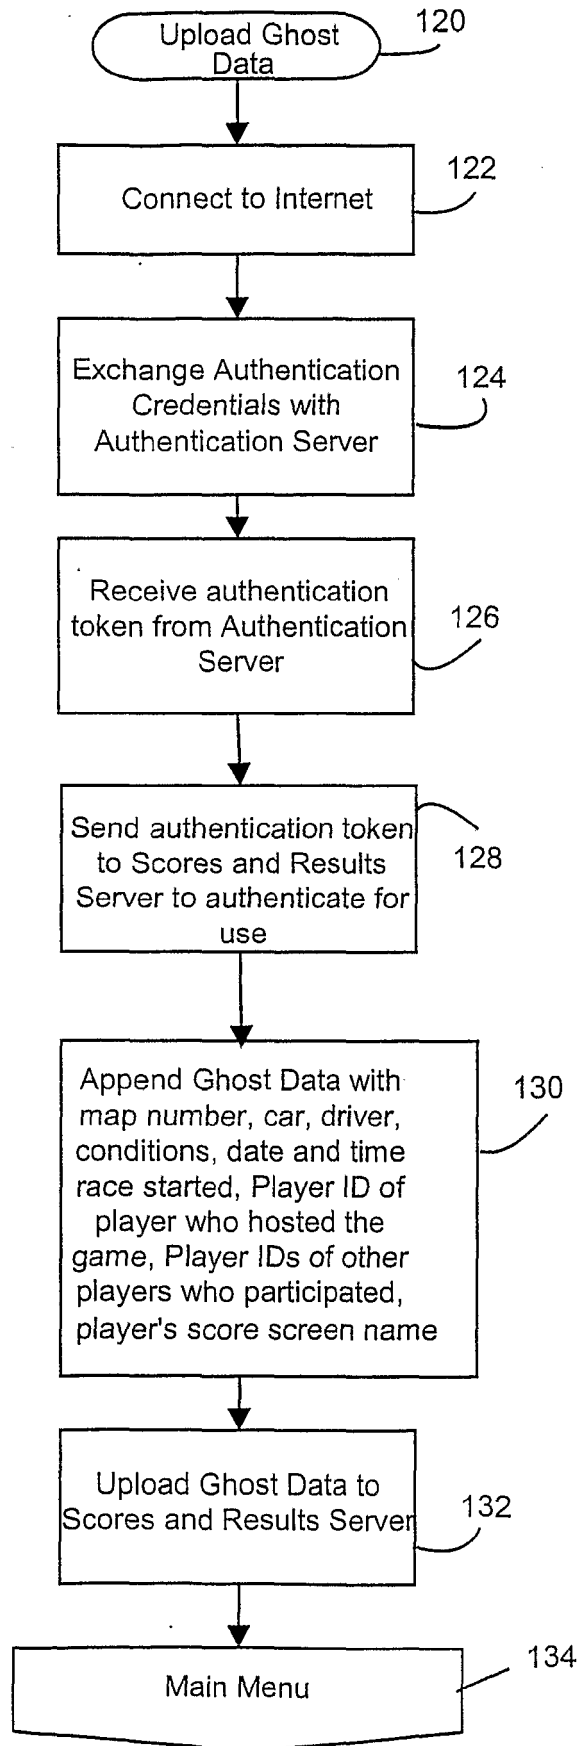 Upload Ghost
Data
120
Connect to Internet
122
Exchange Authentication
Credentials with
Authentication Server
124
Receive authentication
token from Authentication
Server
126
Send authentication token
to Scores and Results
Server to authenticate for
use
128
Append Ghost Data with
map number, car, driver,
conditions, date and time
race started, Player ID of
player who hosted the
game, Player IDs of other
players who participated,
player's score screen name
130
Upload Ghost Data to
Scores and Results Server
132
Main Menu
134